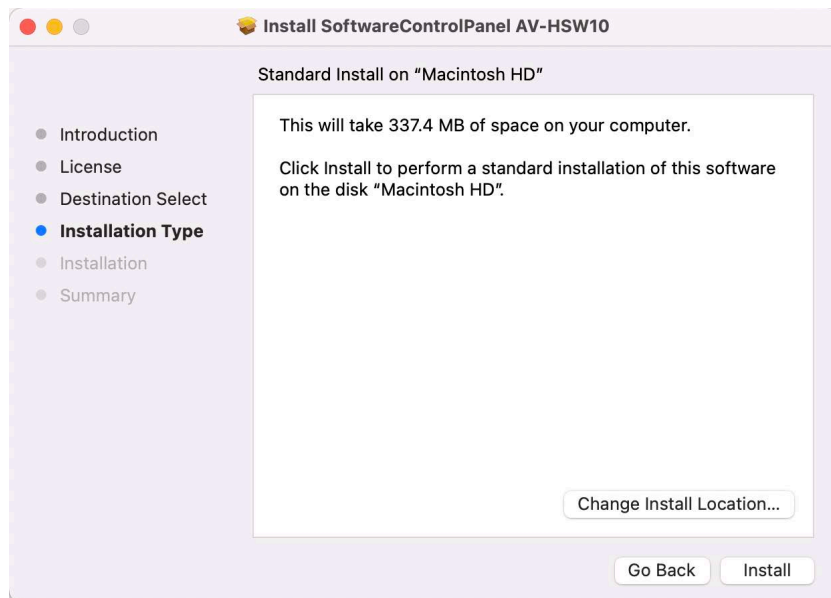 Install SoftwareControlPanel AV-HSW10
Standard Install on “Macintosh HD”
Introduction
License
Destination Select
Installation Type
Installation
Summary
This will take 337.4 MB of space on your computer.
Click Install to perform a standard installation of this software
on the disk “Macintosh HD”.
Change Install Location...
Go Back
Install